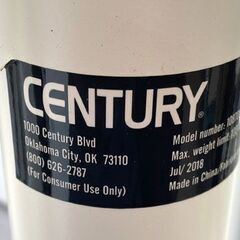 CENTURY®
1000 Century Blvd
Oklahoma City, OK 73110
(800) 626-2787
(For Consumer Use Only)
Model number:
Max. weight limit:
Jul/ 2018
Made in China/